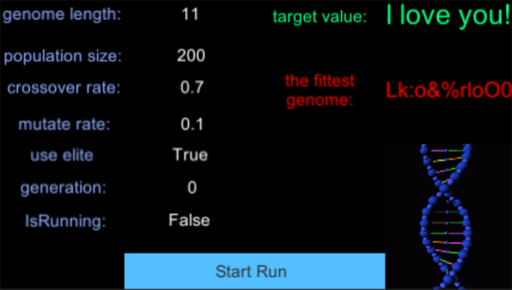 genome length: 11 target value: I love you!
population size: 200
crossover rate: 0.7 the fittest
genome: Lk:o&%rloO0
mutate rate: 0.1
use elite True
generation: 0
IsRunning: False
Start Run